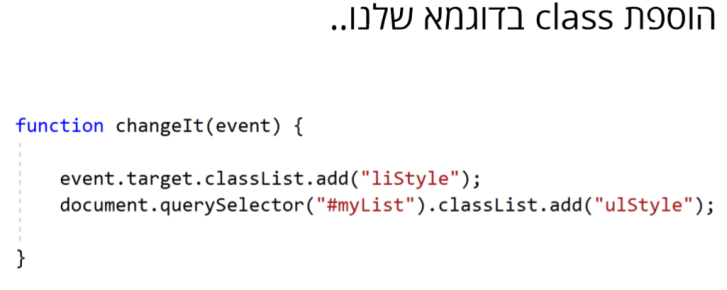 הוספת class בדוגמא שלנו..
function changeIt(event) {
event.target.classList.add("liStyle");
document.querySelector("#myList").classList.add("ulStyle");
}